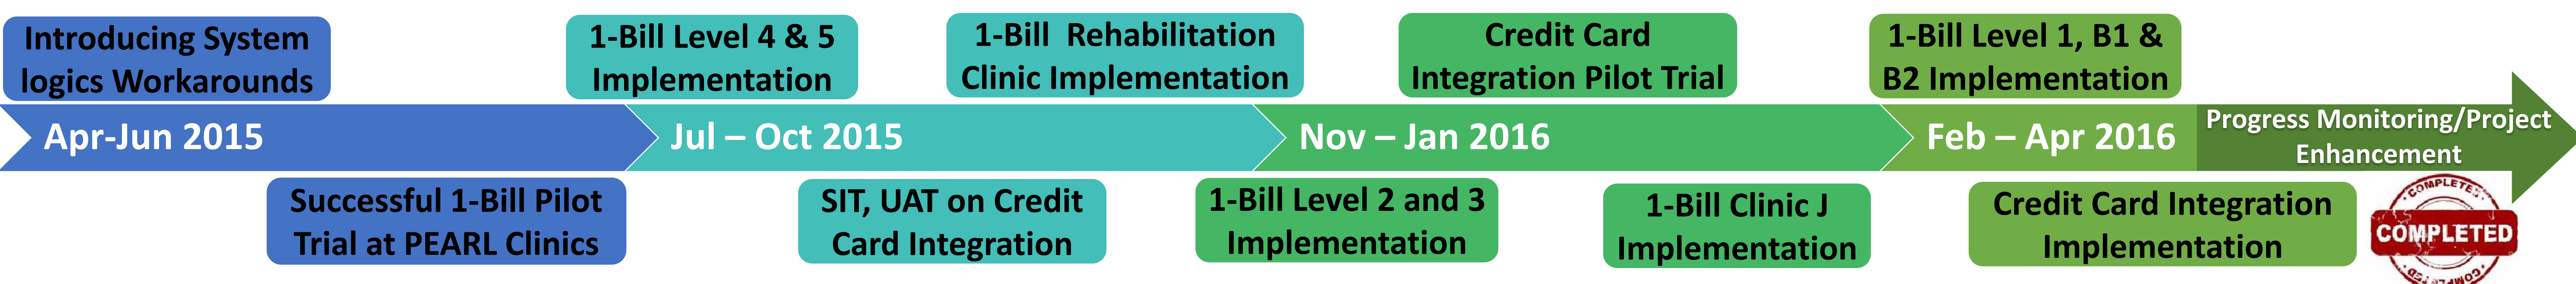 Introducing System
logics Workarounds
1-Bill Level 4 & 5
Implementation
1-Bill  Rehabilitation
Clinic Implementation
Credit Card
Integration Pilot Trial
1-Bill Level 1, B1 &
B2 Implementation
Apr-Jun 2015
Jul – Oct 2015
Nov – Jan 2016
Feb – Apr 2016
Progress Monitoring/Project
Enhancement
Successful 1-Bill Pilot
Trial at PEARL Clinics
SIT, UAT on Credit
Card Integration
1-Bill Level 2 and 3
Implementation
1-Bill Clinic J
Implementation
Credit Card Integration
Implementation
COMPLETED
COMPLETED
COMPLETED